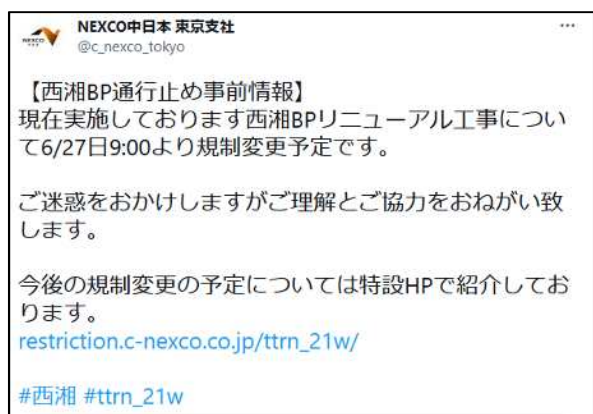 NEXCO中日本 東京支社
@c_nexco_tokyo
【西湘BP通行止め事前情報】
現在実施しております西湘BPリニューアル工事につい
て6/27日9:00より規制変更予定です。
ご迷惑をおかけしますがご理解とご協力をおねがい致
します。
今後の規制変更の予定については特設HPで紹介してお
ります。
restriction.c-nexco.co.jp/ttrn_21w/
#西湘 #ttrn_21w